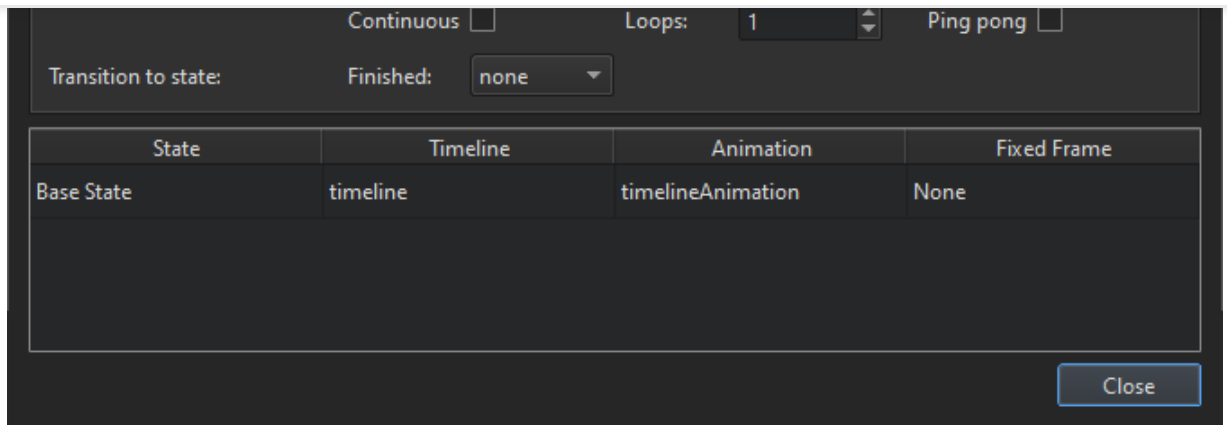 Continuous Loops: 1 Ping pong
Transition to state: Finished: none
State Timeline Animation Fixed Frame
Base State timeline timelineAnimation None
Close